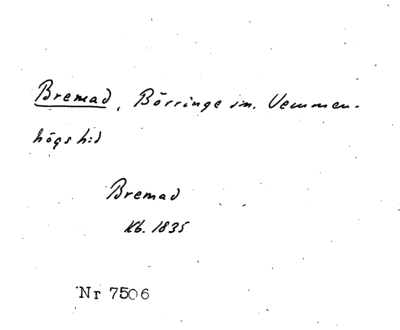 Bremad, Börringe sn. Vemmen-
högs hd
Bremad
Kb. 1835
Nr 7506